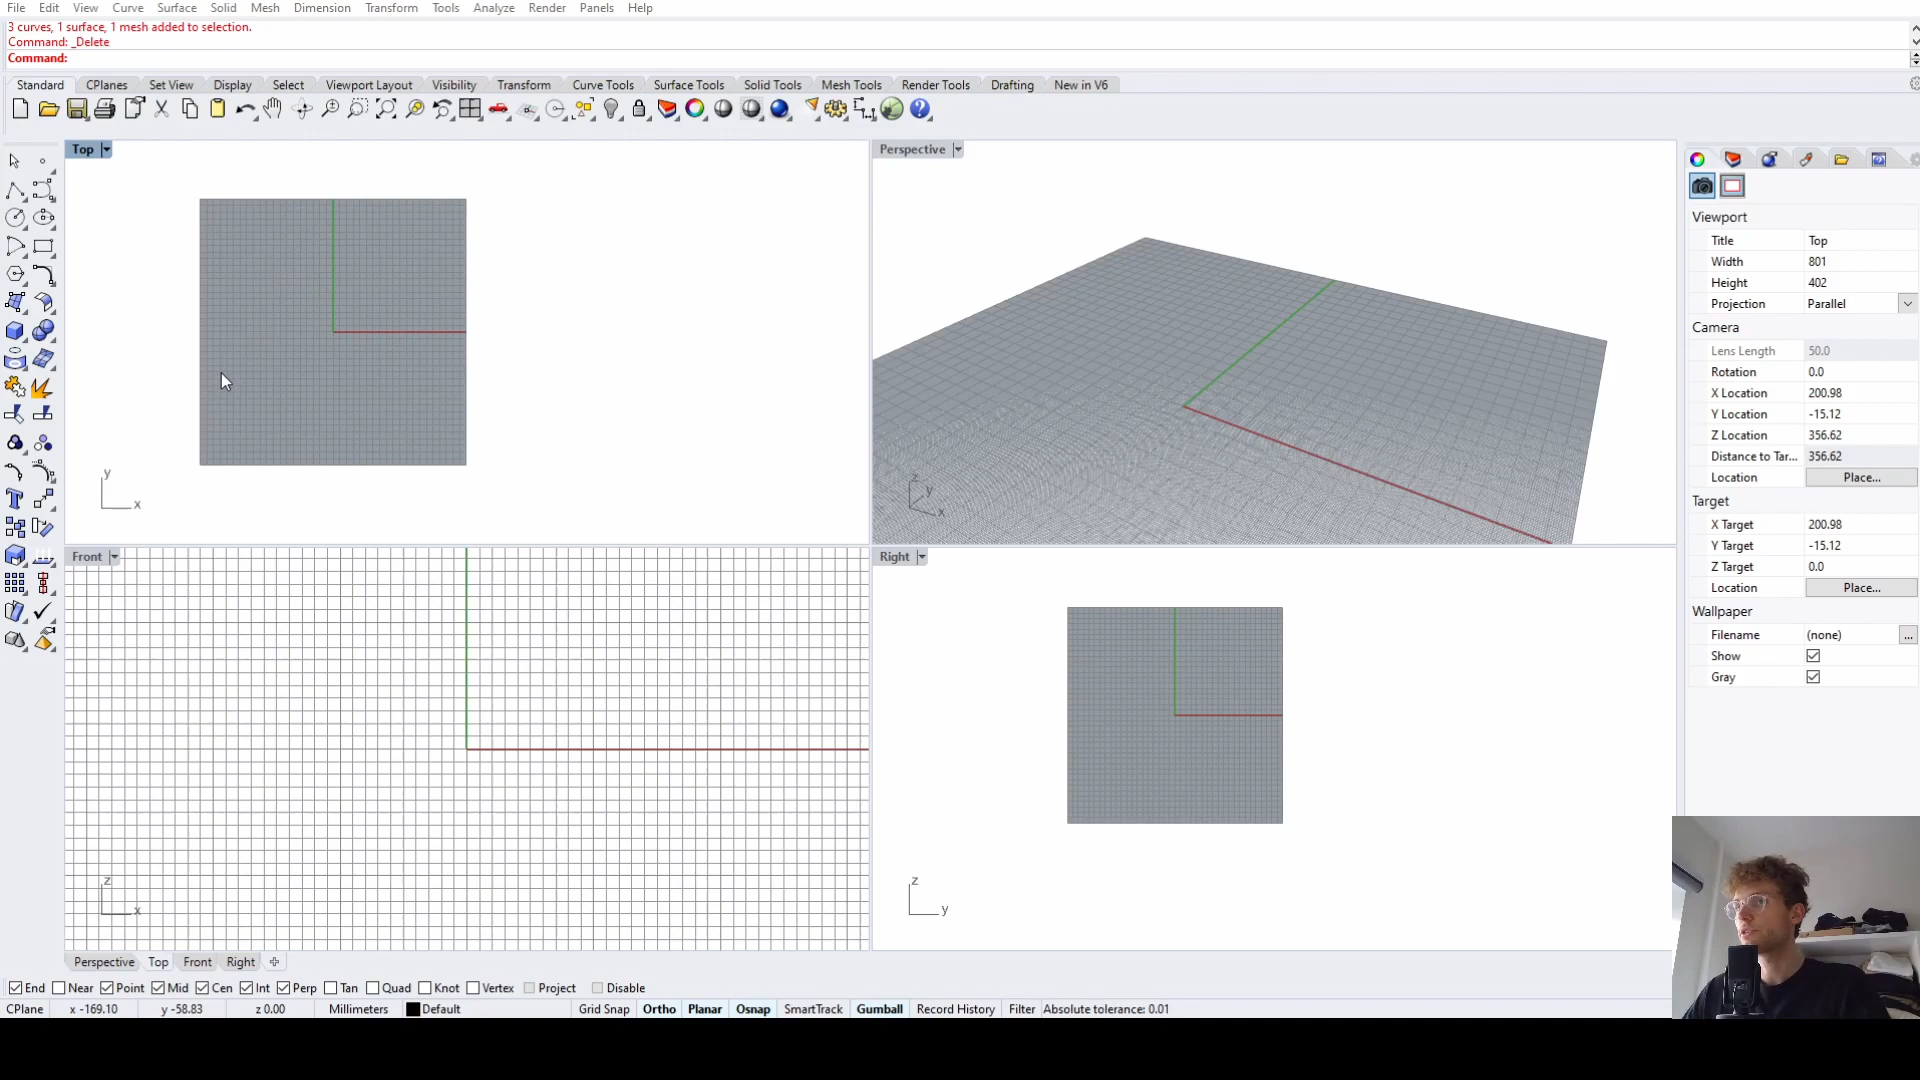 File Edit View Curve Surface Solid Mesh Dimension Transform Tools Analyze Render Panels Help
3 curves, 1 surface, 1 mesh added to selection.
Command: _Delete
Command:
Standard CPlanes Set View Display Select Viewport Layout Visibility Transform Curve Tools Surface Tools Solid Tools Mesh Tools Render Tools Drafting New in V6
Top
Perspective
Viewport
Title Top
Width 801
Height 402
Projection Parallel
Camera
Lens Length 50.0
Rotation 0.0
X Location 200.98
Y Location -15.12
Z Location 356.62
Distance to Tar... 356.62
Location Place...
Target
X Target 200.98
Y Target -15.12
Z Target 0.0
Location Place...
Wallpaper
Filename (none) ...
Show
Gray
y
x
z
y
x
Front
Right
z
x
z
y
Perspective Top Front Right
End Near Point Mid Cen Int Perp Tan Quad Knot Vertex Project Disable
CPlane x -169.10 y -58.83 z 0.00 Millimeters Default Grid Snap Ortho Planar Osnap SmartTrack Gumball Record History Filter Absolute tolerance: 0.01